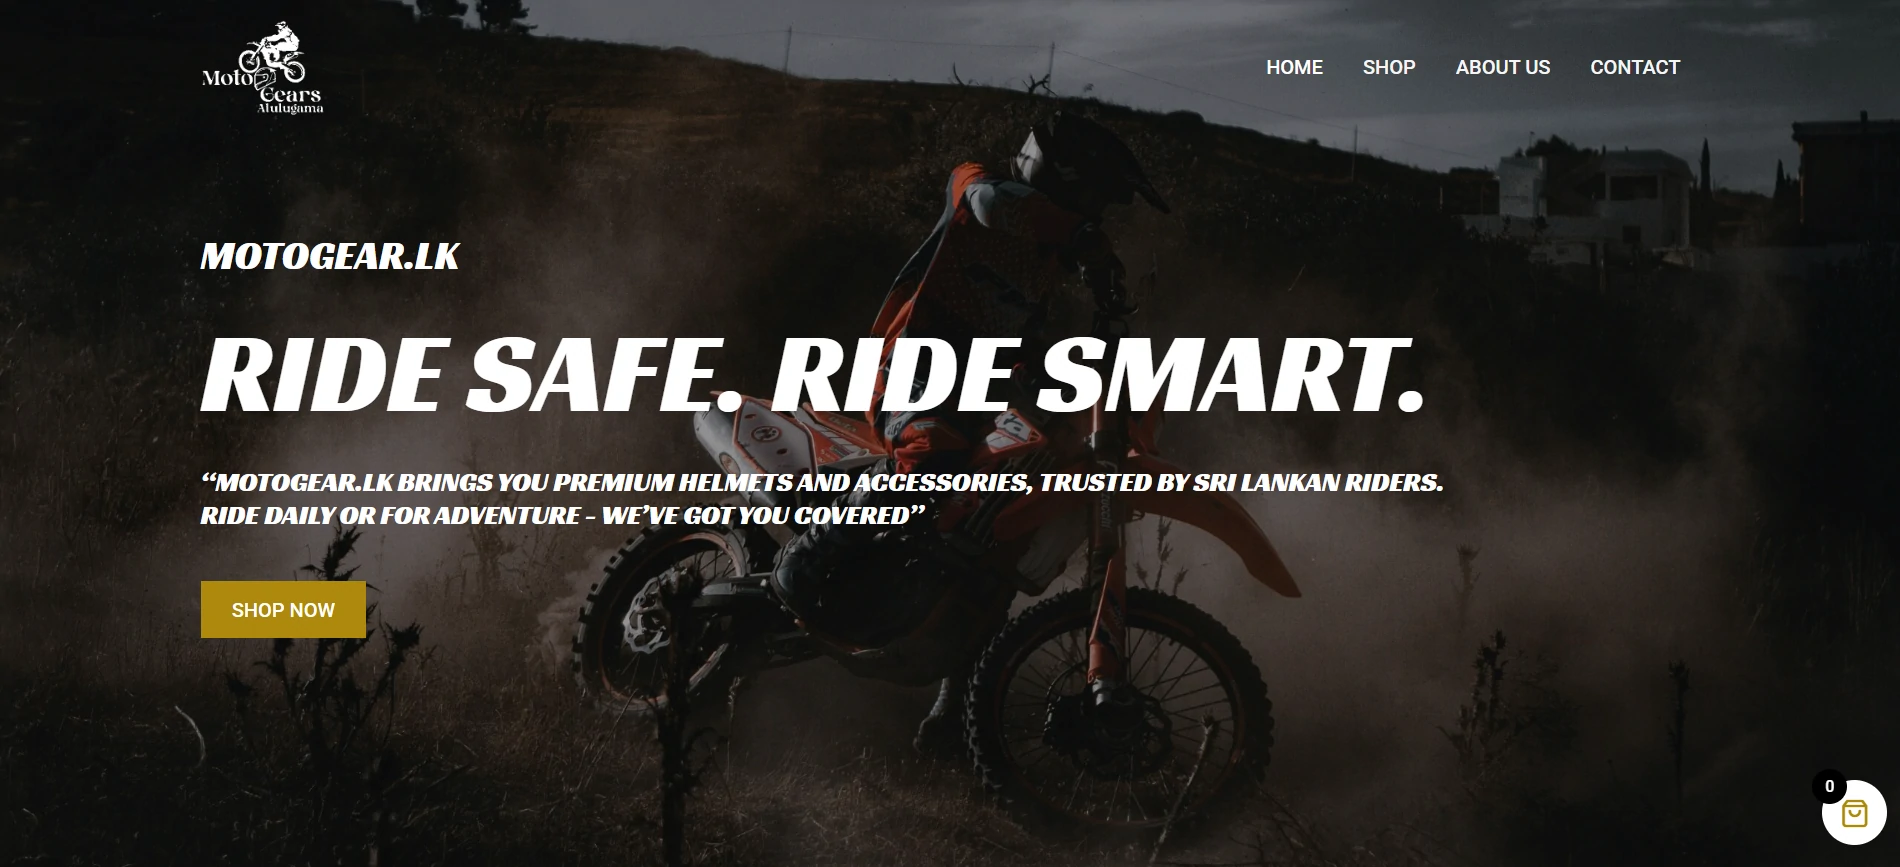 Moto
Gears
Alulugama
HOME SHOP ABOUT US CONTACT
MOTOGEAR.LK
RIDE SAFE. RIDE SMART.
“MOTOGEAR.LK BRINGS YOU PREMIUM HELMETS AND ACCESSORIES, TRUSTED BY SRI LANKAN RIDERS.
RIDE DAILY OR FOR ADVENTURE – WE’VE GOT YOU COVERED”
SHOP NOW
0